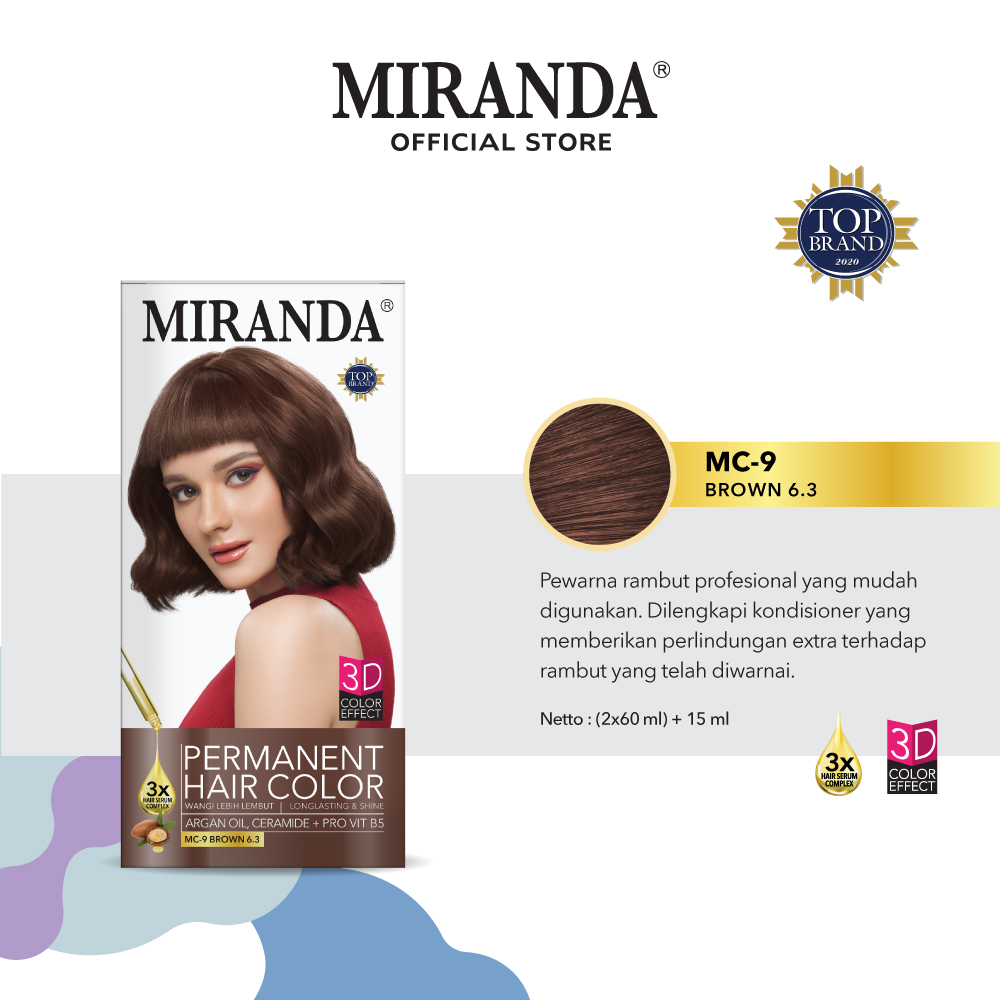 MIRANDA®
OFFICIAL STORE
TOP
BRAND
2020
MIRANDA®
TOP
BRAND
3D
COLOR
EFFECT
PERMANENT
HAIR COLOR
WANGI LEBIH LEMBUT | LONGLASTING & SHINE
ARGAN OIL, CERAMIDE + PRO VIT B5
MC-9 BROWN 6.3
3x
HAIR SERUM
COMPLEX
MC-9
BROWN 6.3
Pewarna rambut profesional yang mudah
digunakan. Dilengkapi kondisioner yang
memberikan perlindungan extra terhadap
rambut yang telah diwarnai.
Netto : (2x60 ml) + 15 ml
3x
HAIR SERUM
COMPLEX
3D
COLOR
EFFECT